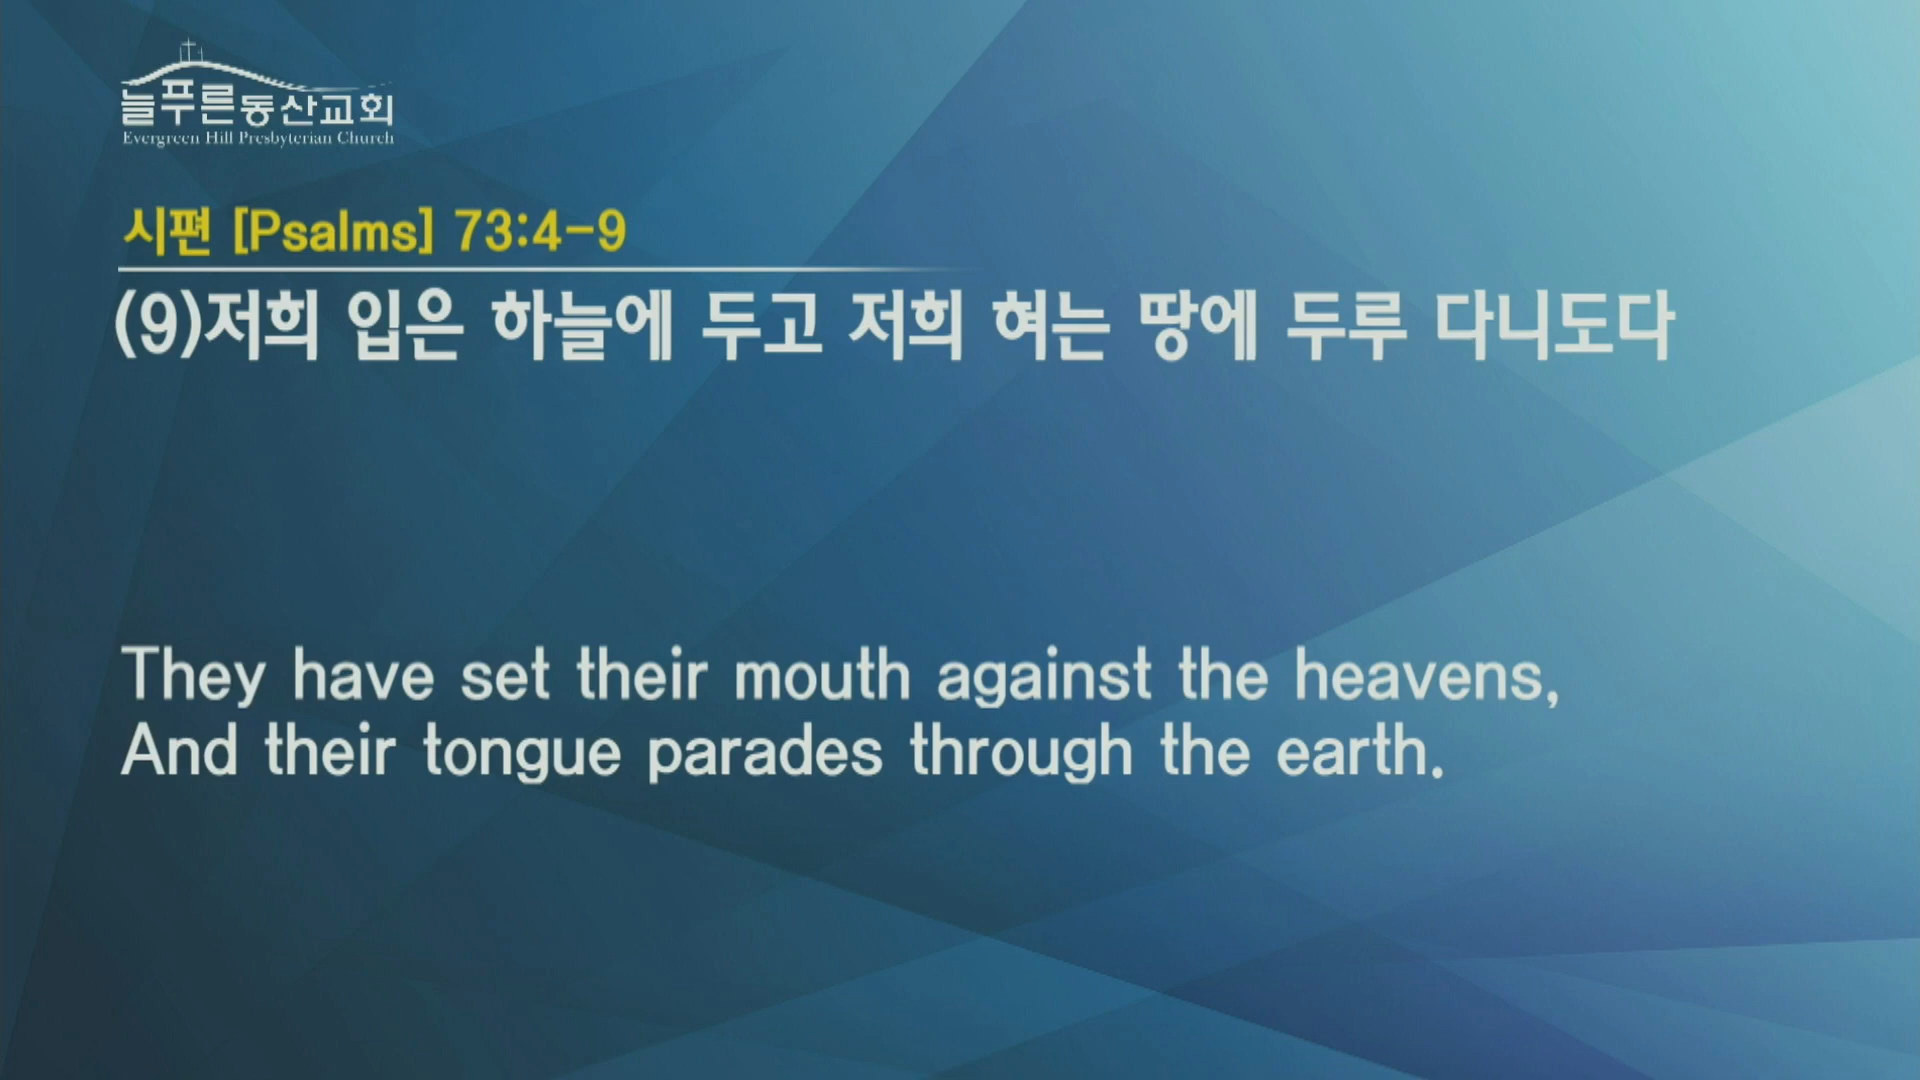 늘푸른동산교회
Evergreen Hill Presbyterian Church
시편 [Psalms] 73:4-9
(9)저희 입은 하늘에 두고 저희 혀는 땅에 두루 다니도다
They have set their mouth against the heavens,
And their tongue parades through the earth.